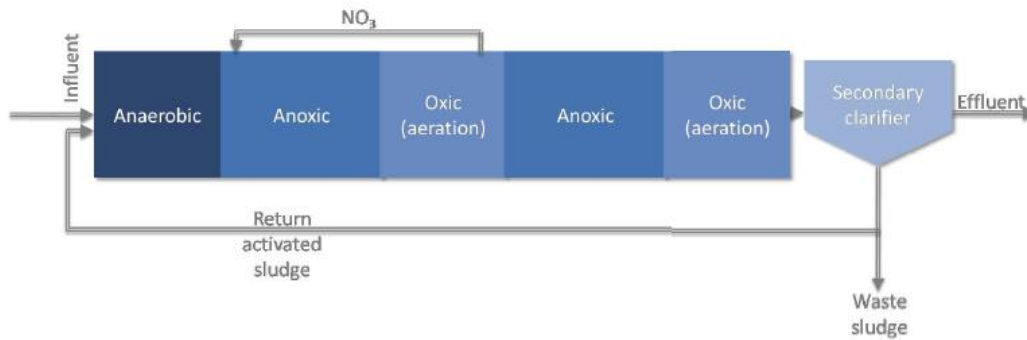 NO₃
Influent
Anaerobic
Anoxic
Oxic
(aeration)
Anoxic
Oxic
(aeration)
Secondary
clarifier
Effluent
Return
activated
sludge
Waste
sludge